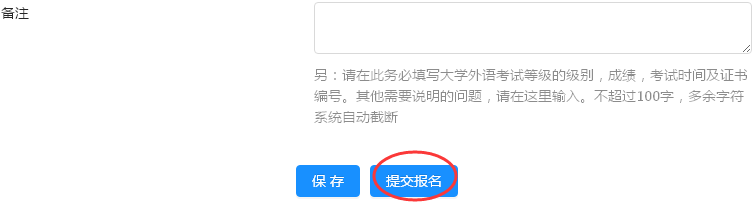 备注
另：请在此务必填写大学外语考试等级的级别，成绩，考试时间及证书
编号。其他需要说明的问题，请在这里输入。不超过100字，多余字符
系统自动截断
保 存
提交报名